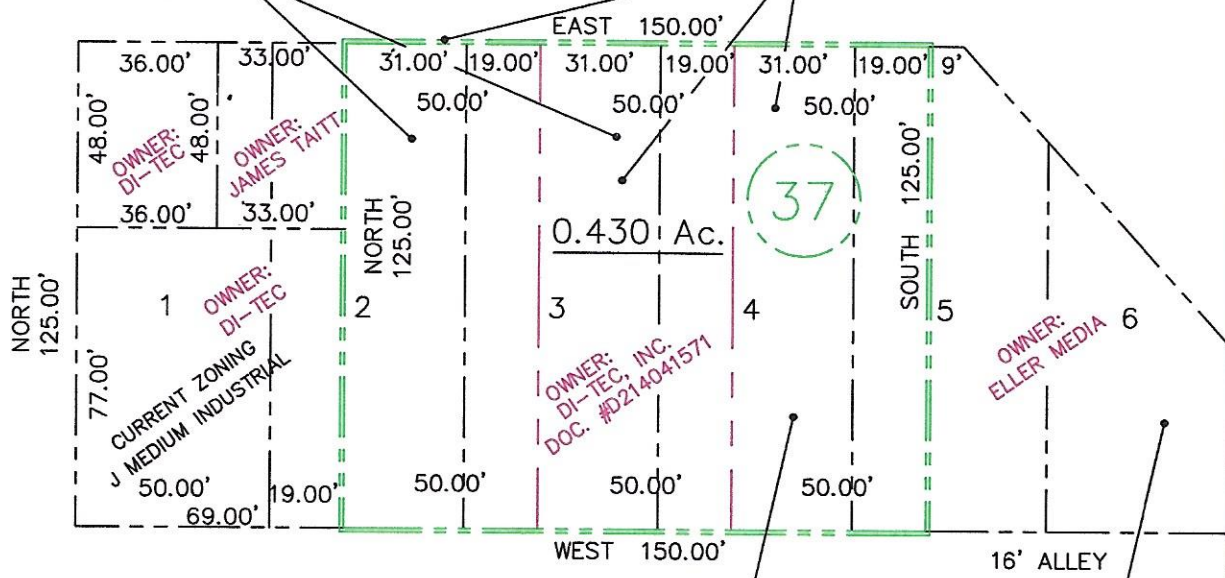 EAST 150.00'
36.00'
33.00'
31.00'
19.00'
31.00'
19.00'
31.00'
19.00'
9'
50.00'
50.00'
50.00'
48.00'
48.00'
OWNER:
DI-TEC
OWNER:
JAMES TAITT
36.00'
33.00'
NORTH
125.00'
0.430 Ac.
37
SOUTH 125.00'
NORTH
125.00'
1
OWNER:
DI-TEC
2
3
4
5
6
77.00'
CURRENT ZONING
J MEDIUM INDUSTRIAL
OWNER:
DI-TEC, INC.
DOC. #D214041571
OWNER:
ELLER MEDIA
50.00'
19.00'
69.00'
50.00'
50.00'
50.00'
WEST 150.00'
16' ALLEY